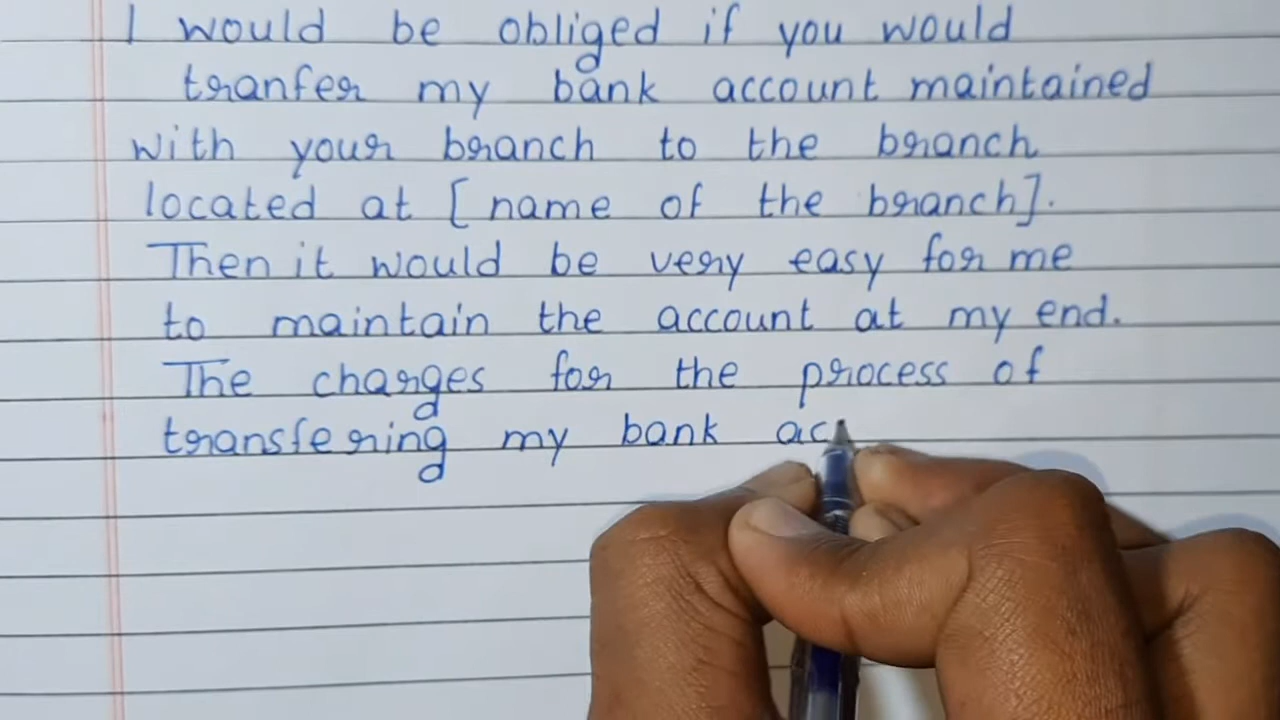 I would be obliged if you would
tranfer my bank account maintained
with your branch to the branch
located at [name of the branch].
Then it would be very easy for me
to maintain the account at my end.
The charges for the process of
transfering my bank ac